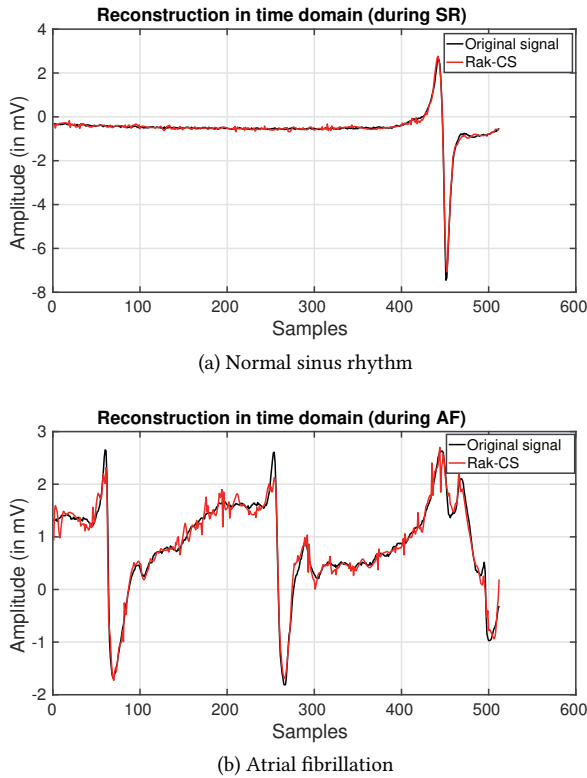 Reconstruction in time domain (during SR)
4
2
0
-2
-4
-6
-8
Amplitude (in mV)
Original signal
Rak-CS
0 100 200 300 400 500 600
Samples
(a) Normal sinus rhythm
Reconstruction in time domain (during AF)
3
2
1
0
-1
-2
Amplitude (in mV)
Original signal
Rak-CS
0 100 200 300 400 500 600
Samples
(b) Atrial fibrillation